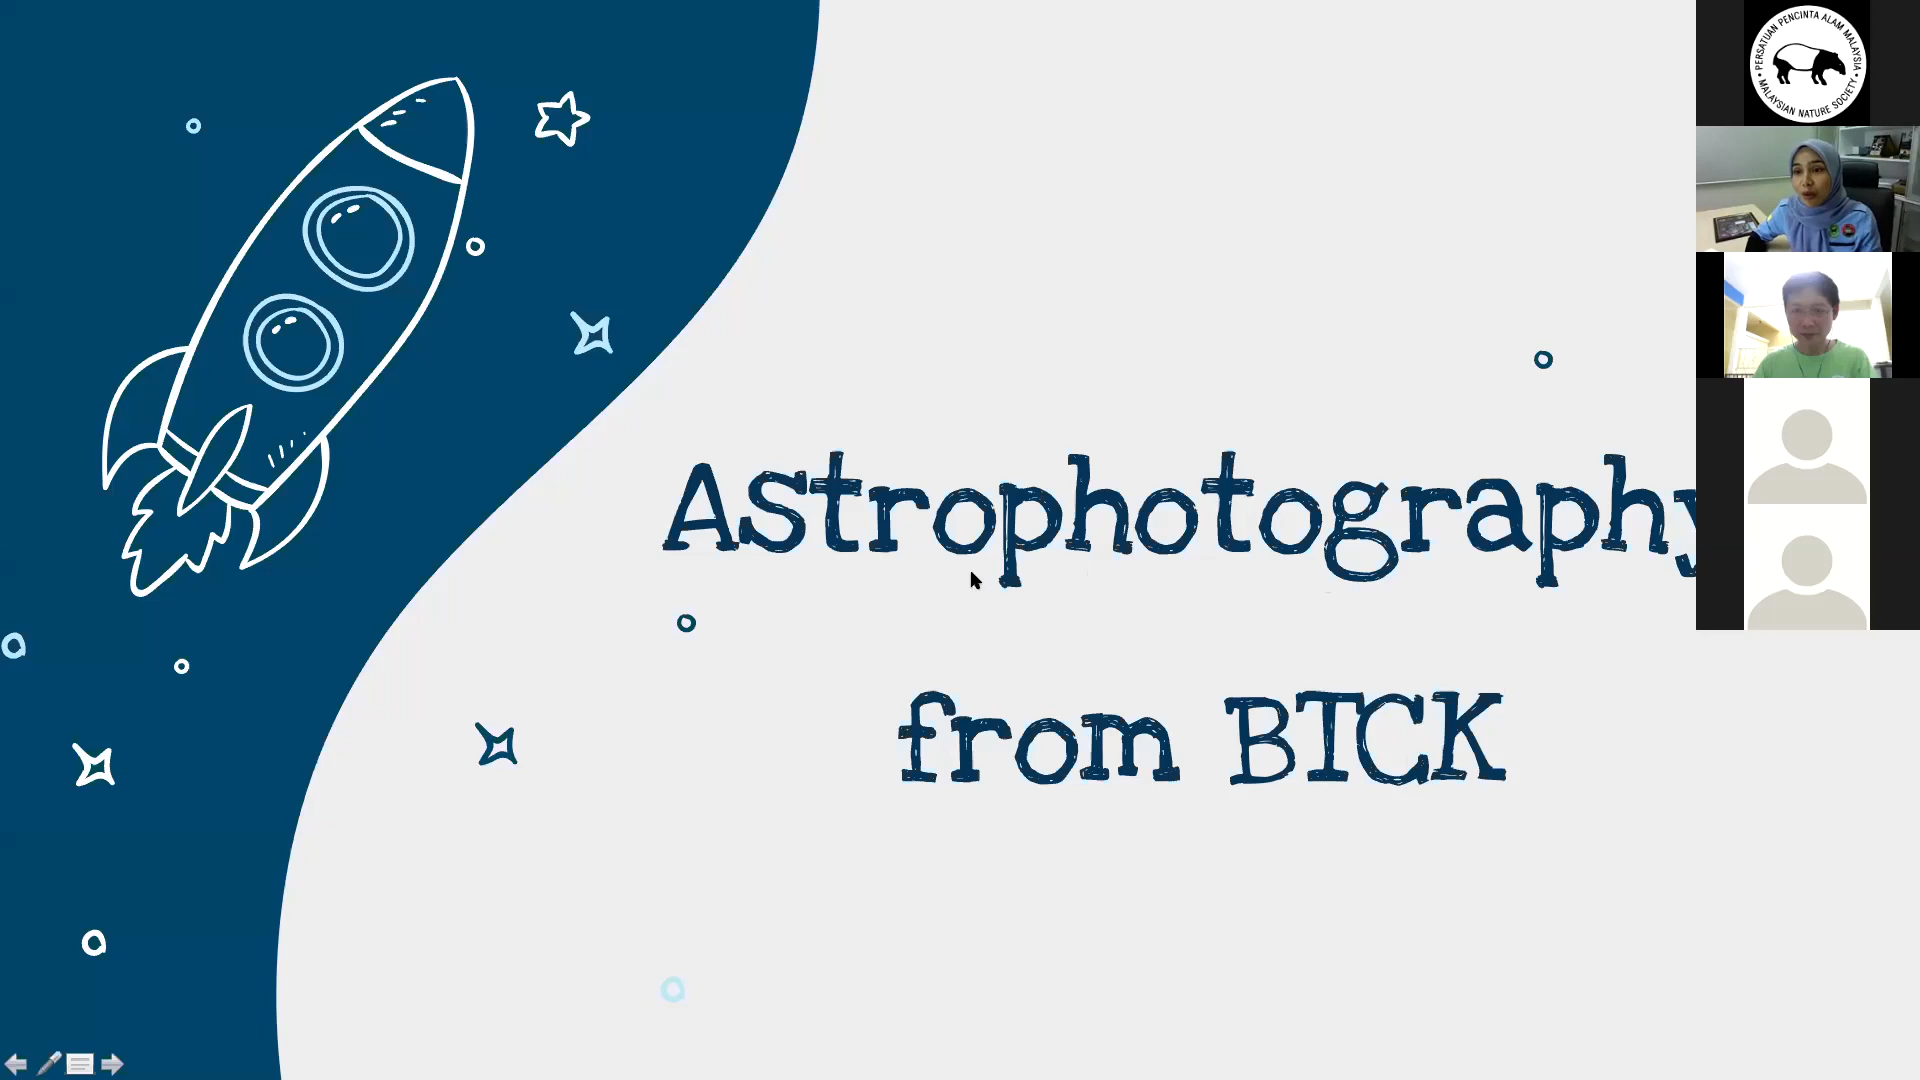 Astrophotography
from BTCK
PERSATUAN PENCINTA ALAM MALAYSIA
MALAYSIAN NATURE SOCIETY